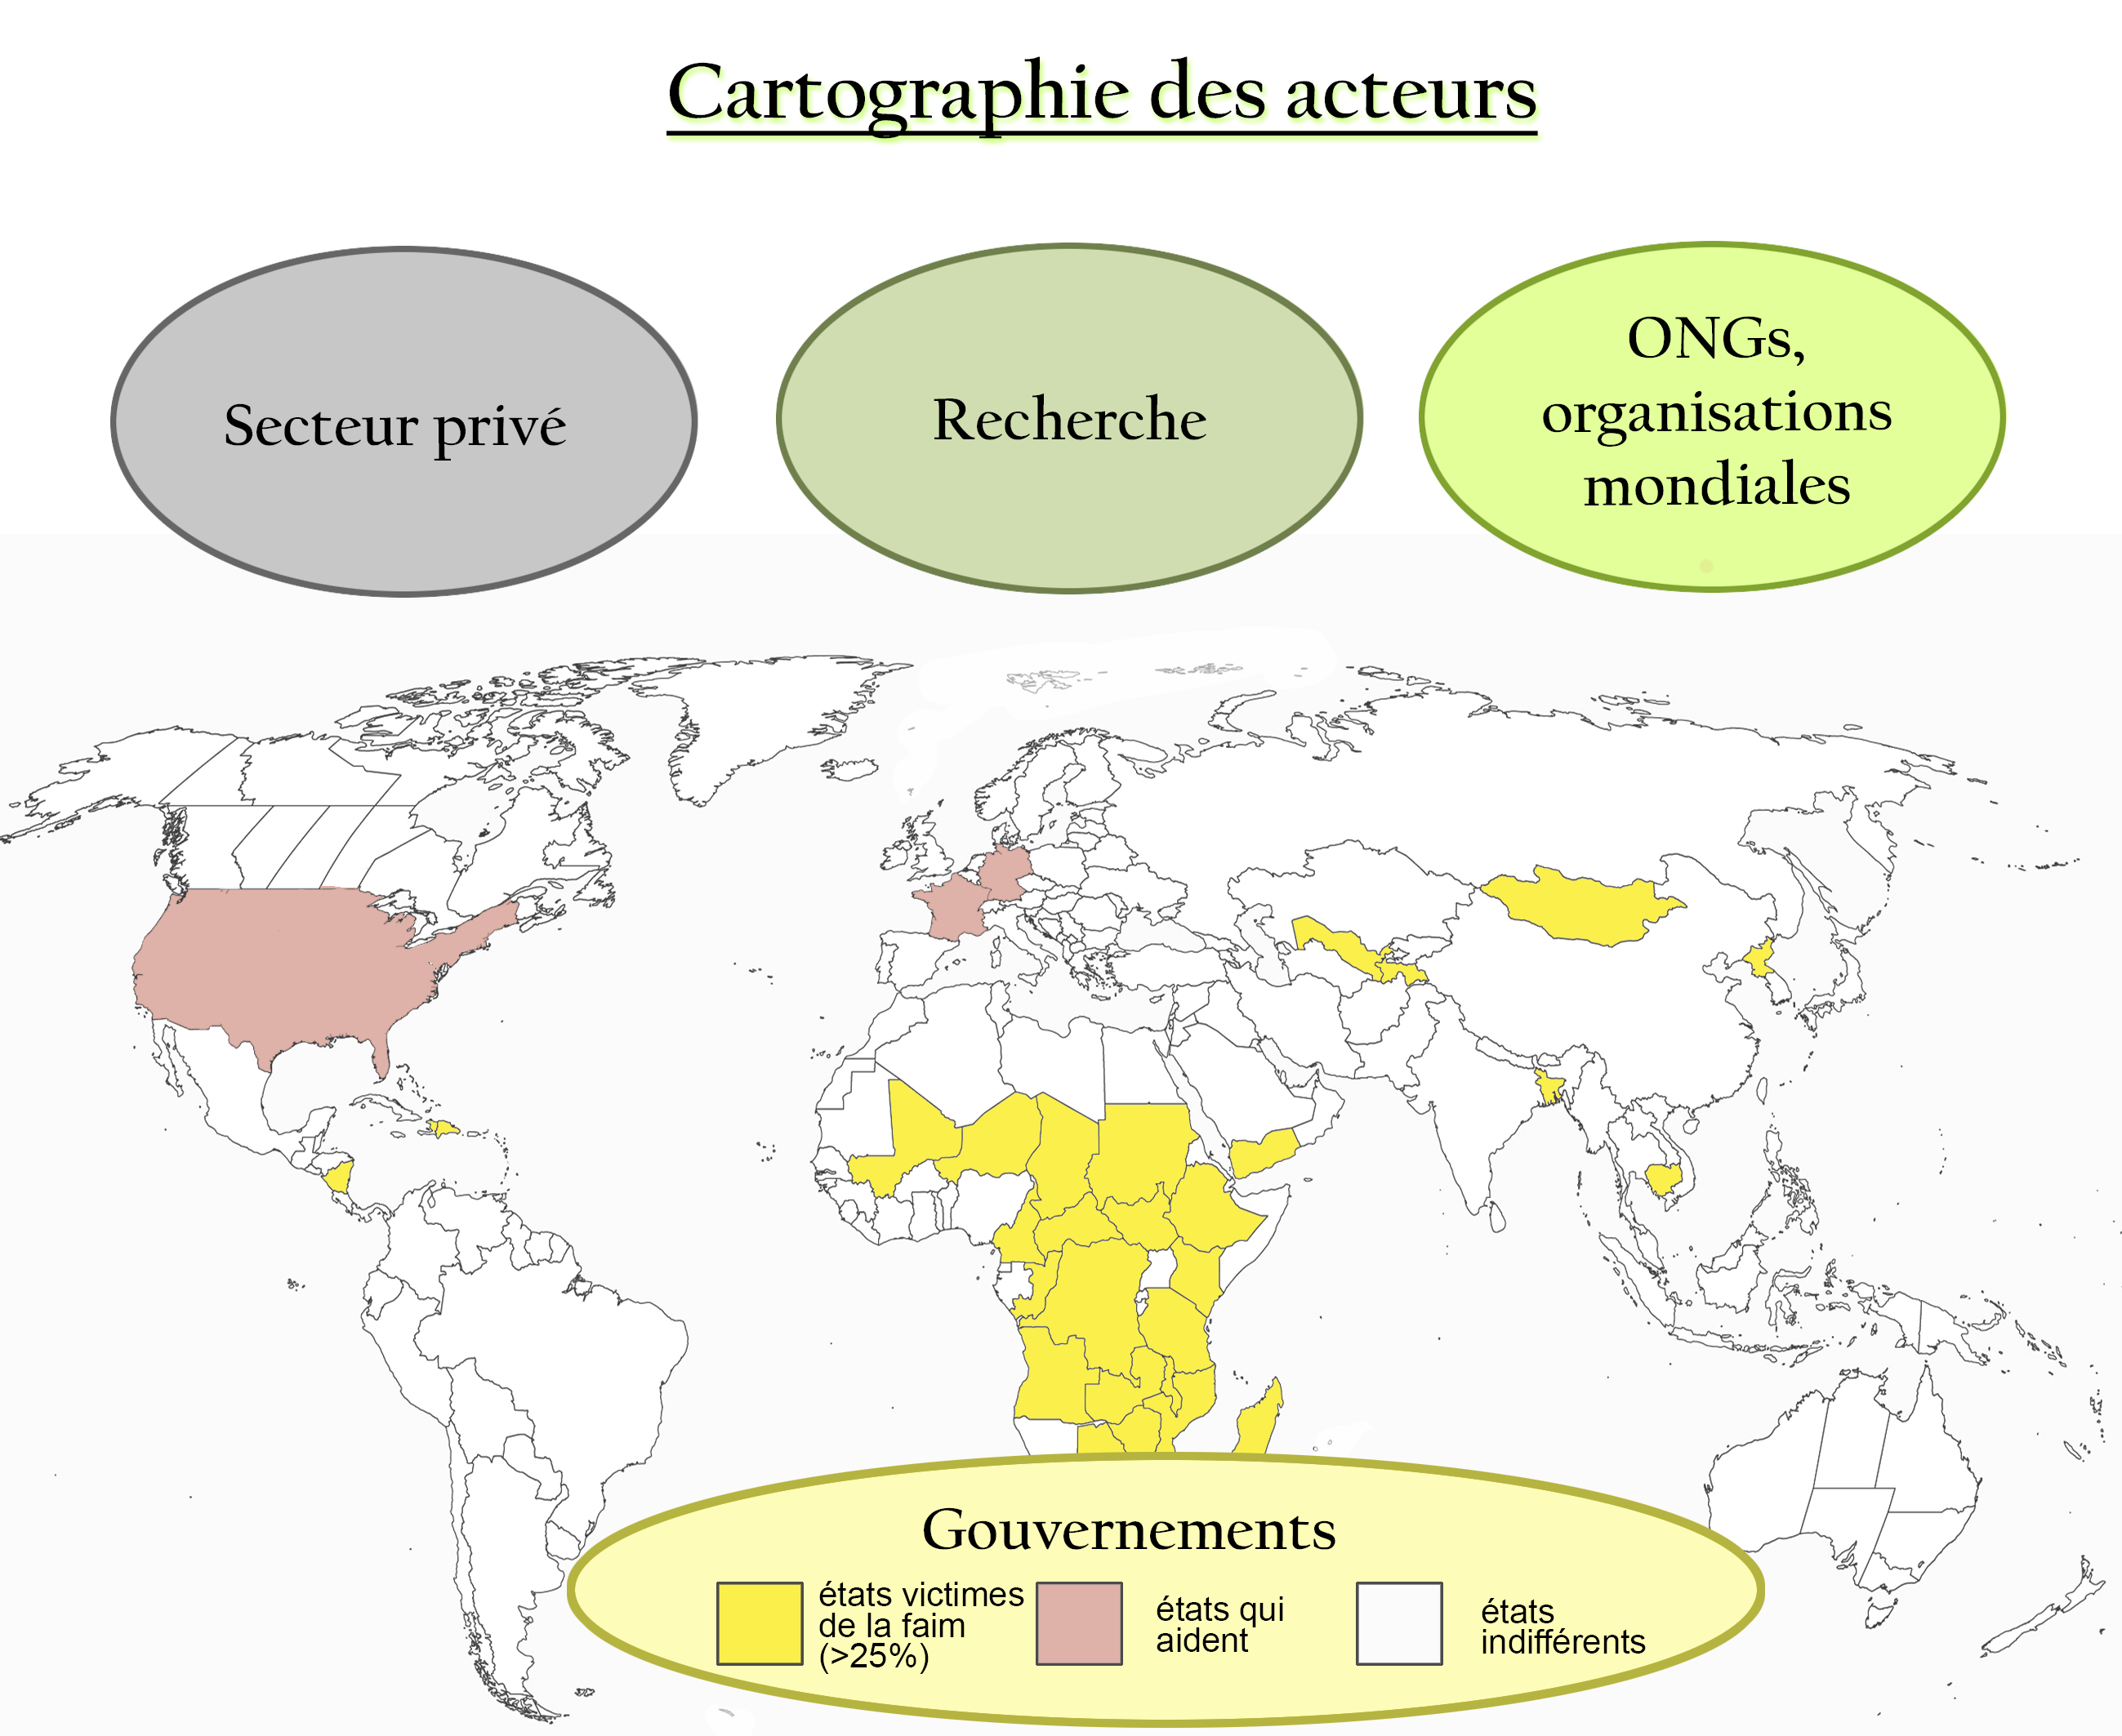 Cartographie des acteurs
Secteur privé
Recherche
ONGs,
organisations
mondiales
Gouvernements
états victimes
de la faim
(>25%)
états qui
aident
états
indifférents